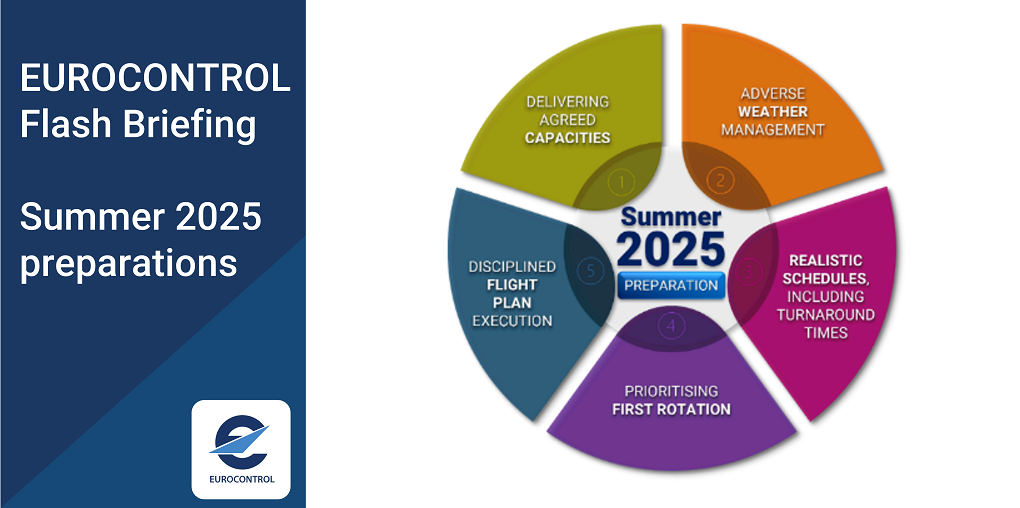 EUROCONTROL
Flash Briefing
Summer 2025
preparations
EUROCONTROL
DELIVERING
AGREED
CAPACITIES
1
ADVERSE
WEATHER
MANAGEMENT
2
REALISTIC
SCHEDULES,
INCLUDING
TURNAROUND
TIMES
3
PRIORITISING
FIRST ROTATION
4
DISCIPLINED
FLIGHT
PLAN
EXECUTION
5
Summer
2025
PREPARATION